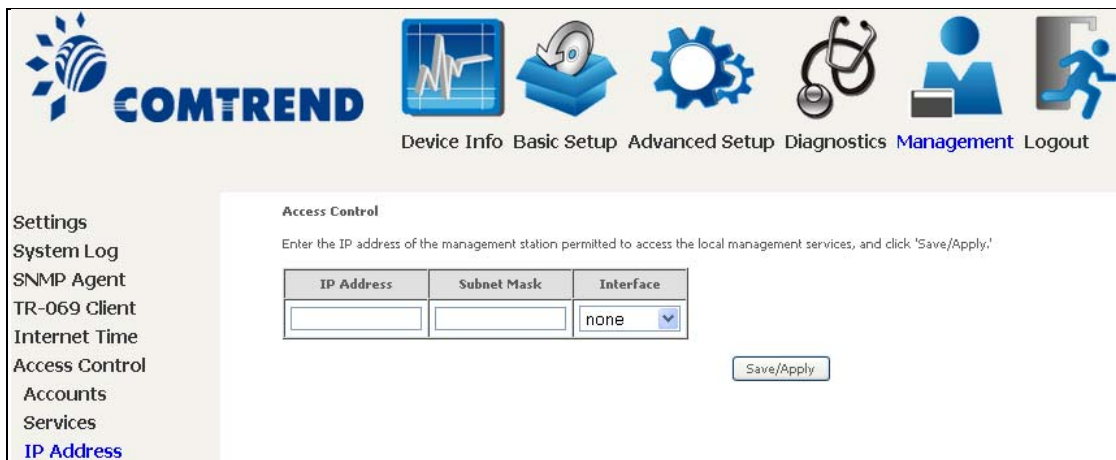 COMTREND
Device Info Basic Setup Advanced Setup Diagnostics Management Logout
Settings
System Log
SNMP Agent
TR-069 Client
Internet Time
Access Control
Accounts
Services
IP Address
Access Control
Enter the IP address of the management station permitted to access the local management services, and click 'Save/Apply.'
IP Address Subnet Mask Interface
none
Save/Apply